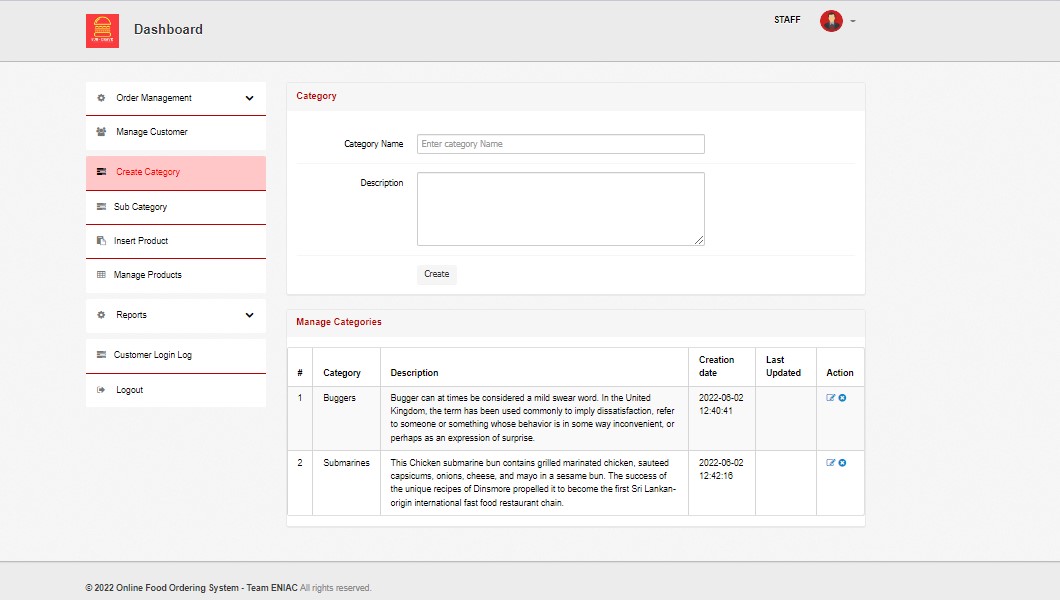 Dashboard
STAFF
Order Management
Manage Customer
Create Category
Sub Category
Insert Product
Manage Products
Reports
Customer Login Log
Logout
Category
Category Name
Enter category Name
Description
Create
Manage Categories
# Category Description Creation date Last Updated Action
1 Buggers
Bugger can at times be considered a mild swear word. In the United
Kingdom, the term has been used commonly to imply dissatisfaction, refer
to someone or something whose behavior is in some way inconvenient, or
perhaps as an expression of surprise.
2022-06-02
12:40:41
2 Submarines
This Chicken submarine bun contains grilled marinated chicken, sauteed
capsicums, onions, cheese, and mayo in a sesame bun. The success of
the unique recipes of Dinsmore propelled it to become the first Sri Lankan-
origin international fast food restaurant chain.
2022-06-02
12:42:16
© 2022 Online Food Ordering System - Team ENIAC All rights reserved.